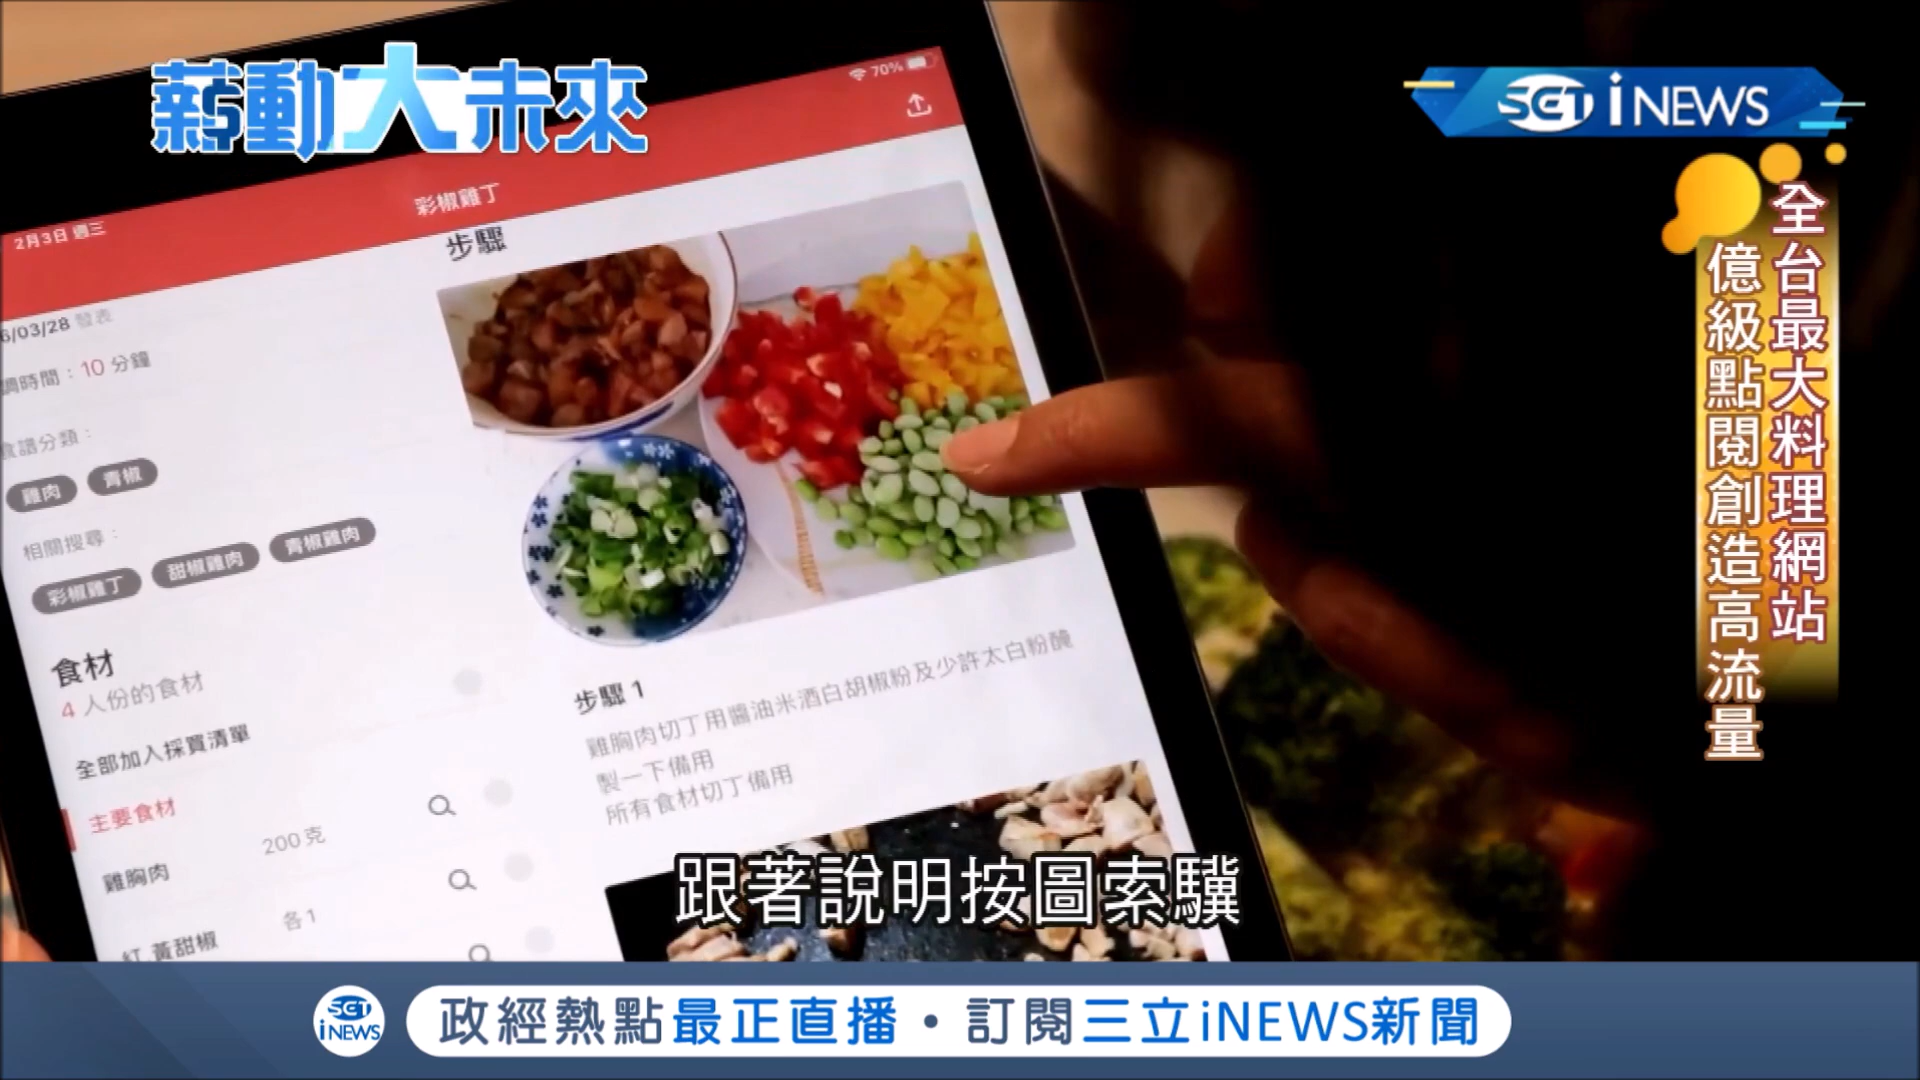 薪動大未來
SET iNEWS
全台最大料理網站
億級點閱創造高流量
2月3日 週三
70%
彩椒雞丁
6/03/28 發表
調時間：10 分鐘
食譜分類：
雞肉 青椒
相關搜尋：
彩椒雞丁 甜椒雞肉 青椒雞肉
食材
4 人份的食材
全部加入採買清單
主要食材
雞胸肉 200 克
紅.黃甜椒 各 1
步驟
步驟 1
雞胸肉切丁用醬油米酒白胡椒粉及少許太白粉醃
製一下備用
所有食材切丁備用
跟著說明按圖索驥
SET iNEWS
政經熱點最正直播・訂閱三立iNEWS新聞